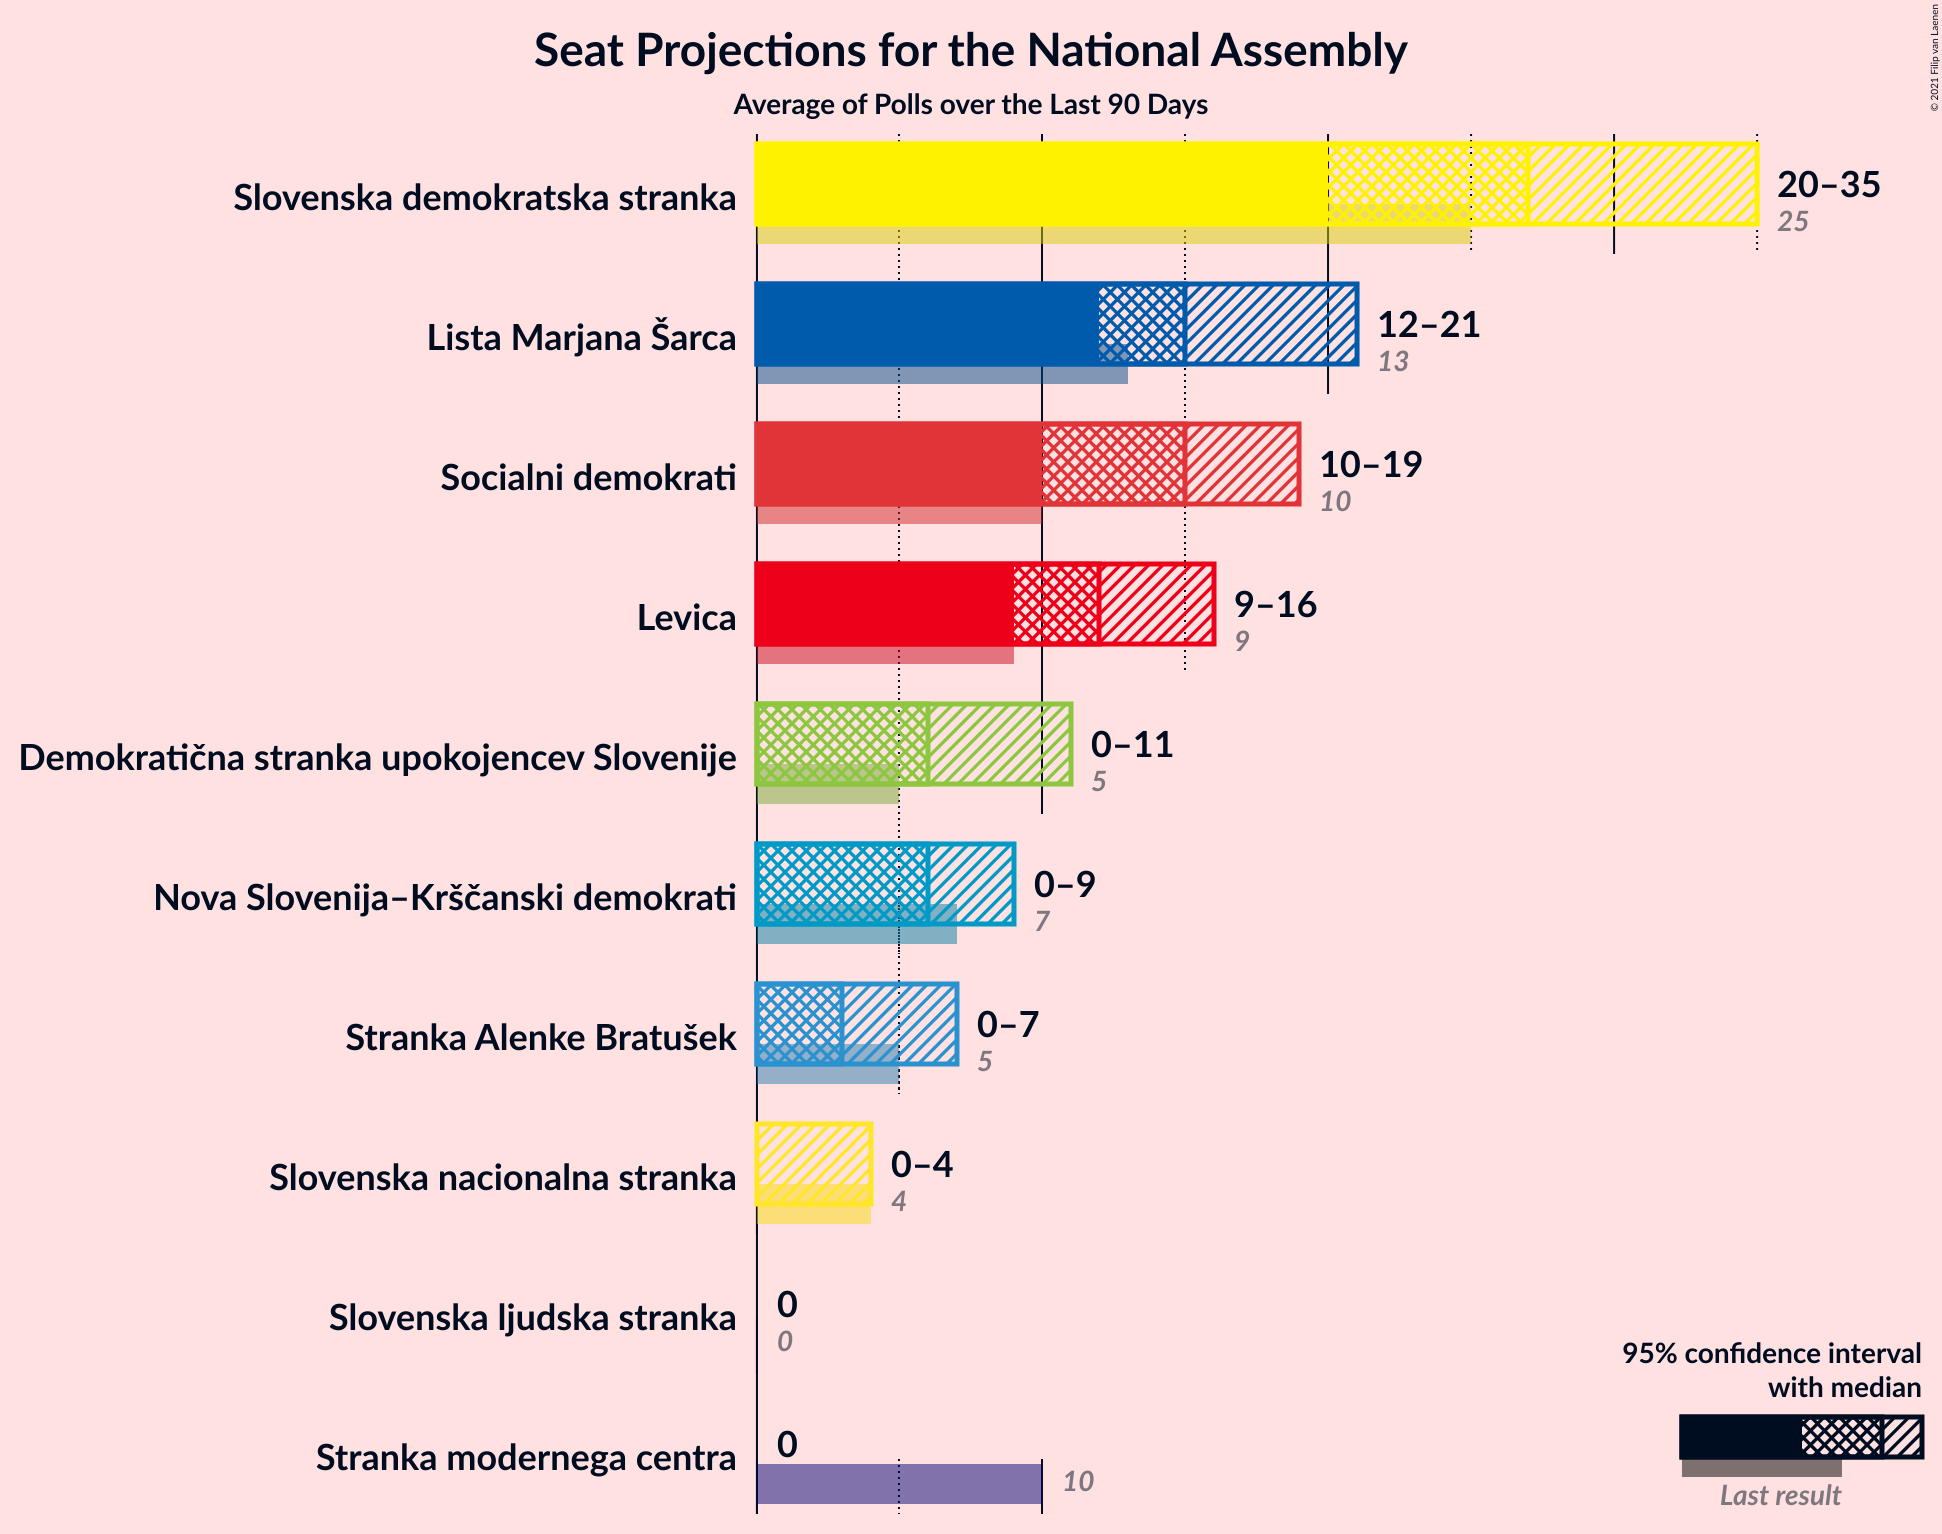 Seat Projections for the National Assembly
Average of Polls over the Last 90 Days
© 2021 Filip van Laenen
Slovenska demokratska stranka
20–35
25
Lista Marjana Šarca
12–21
13
Socialni demokrati
10–19
10
Levica
9–16
9
Demokratična stranka upokojencev Slovenije
0–11
5
Nova Slovenija–Krščanski demokrati
0–9
7
Stranka Alenke Bratušek
0–7
5
Slovenska nacionalna stranka
0–4
4
Slovenska ljudska stranka
0
0
Stranka modernega centra
0
10
95% confidence interval
with median
Last result